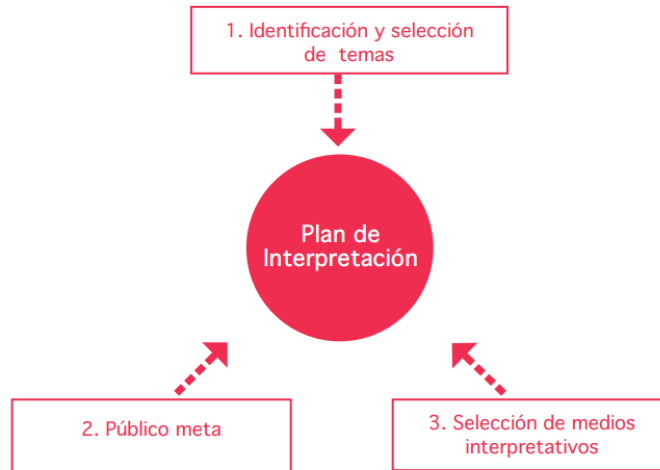 1. Identificación y selección
de temas
Plan de
Interpretación
2. Público meta
3. Selección de medios
interpretativos